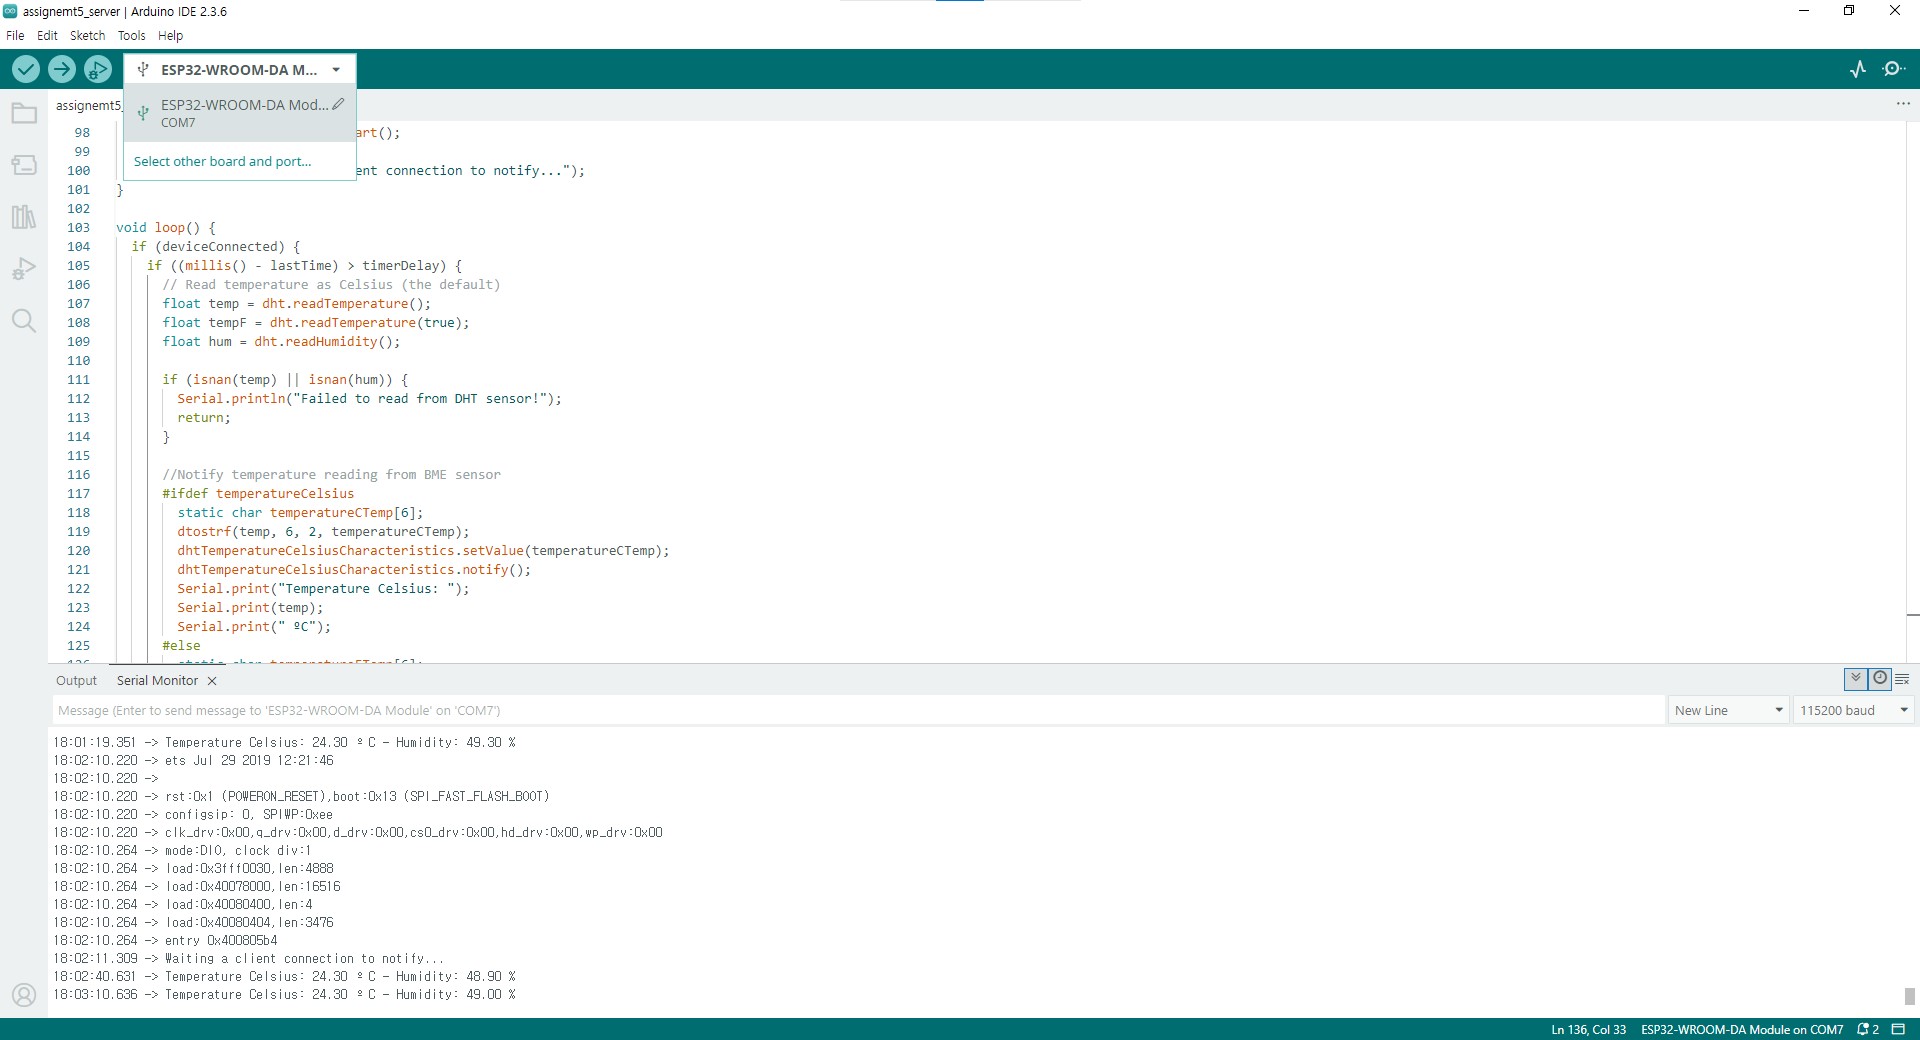 assignemt5_server | Arduino IDE 2.3.6
File Edit Sketch Tools Help
ESP32-WROOM-DA M...
assignemt5_
ESP32-WROOM-DA Mod...
COM7
Select other board and port...
98 art();
99
100 ent connection to notify...");
101 }
102
103 void loop() {
104 if (deviceConnected) {
105 if ((millis() - lastTime) > timerDelay) {
106 // Read temperature as Celsius (the default)
107 float temp = dht.readTemperature();
108 float tempF = dht.readTemperature(true);
109 float hum = dht.readHumidity();
110
111 if (isnan(temp) || isnan(hum)) {
112 Serial.println("Failed to read from DHT sensor!");
113 return;
114 }
115
116 //Notify temperature reading from BME sensor
117 #ifdef temperatureCelsius
118 static char temperatureCTemp[6];
119 dtostrf(temp, 6, 2, temperatureCTemp);
120 dhtTemperatureCelsiusCharacteristics.setValue(temperatureCTemp);
121 dhtTemperatureCelsiusCharacteristics.notify();
122 Serial.print("Temperature Celsius: ");
123 Serial.print(temp);
124 Serial.print(" ºC");
125 #else
Output Serial Monitor
Message (Enter to send message to 'ESP32-WROOM-DA Module' on 'COM7') New Line 115200 baud
18:01:19.351 -> Temperature Celsius: 24.30 ºC - Humidity: 49.30 %
18:02:10.220 -> ets Jul 29 2019 12:21:46
18:02:10.220 ->
18:02:10.220 -> rst:0x1 (POWERON_RESET),boot:0x13 (SPI_FAST_FLASH_BOOT)
18:02:10.220 -> configsip: 0, SPIWP:0xee
18:02:10.220 -> clk_drv:0x00,q_drv:0x00,d_drv:0x00,cs0_drv:0x00,hd_drv:0x00,wp_drv:0x00
18:02:10.264 -> mode:DIO, clock div:1
18:02:10.264 -> load:0x3fff0030,len:4888
18:02:10.264 -> load:0x40078000,len:16516
18:02:10.264 -> load:0x40080400,len:4
18:02:10.264 -> load:0x40080404,len:3476
18:02:10.264 -> entry 0x400805b4
18:02:11.309 -> Waiting a client connection to notify...
18:02:40.631 -> Temperature Celsius: 24.30 ºC - Humidity: 48.90 %
18:03:10.636 -> Temperature Celsius: 24.30 ºC - Humidity: 49.00 %
Ln 136, Col 33 ESP32-WROOM-DA Module on COM7 2